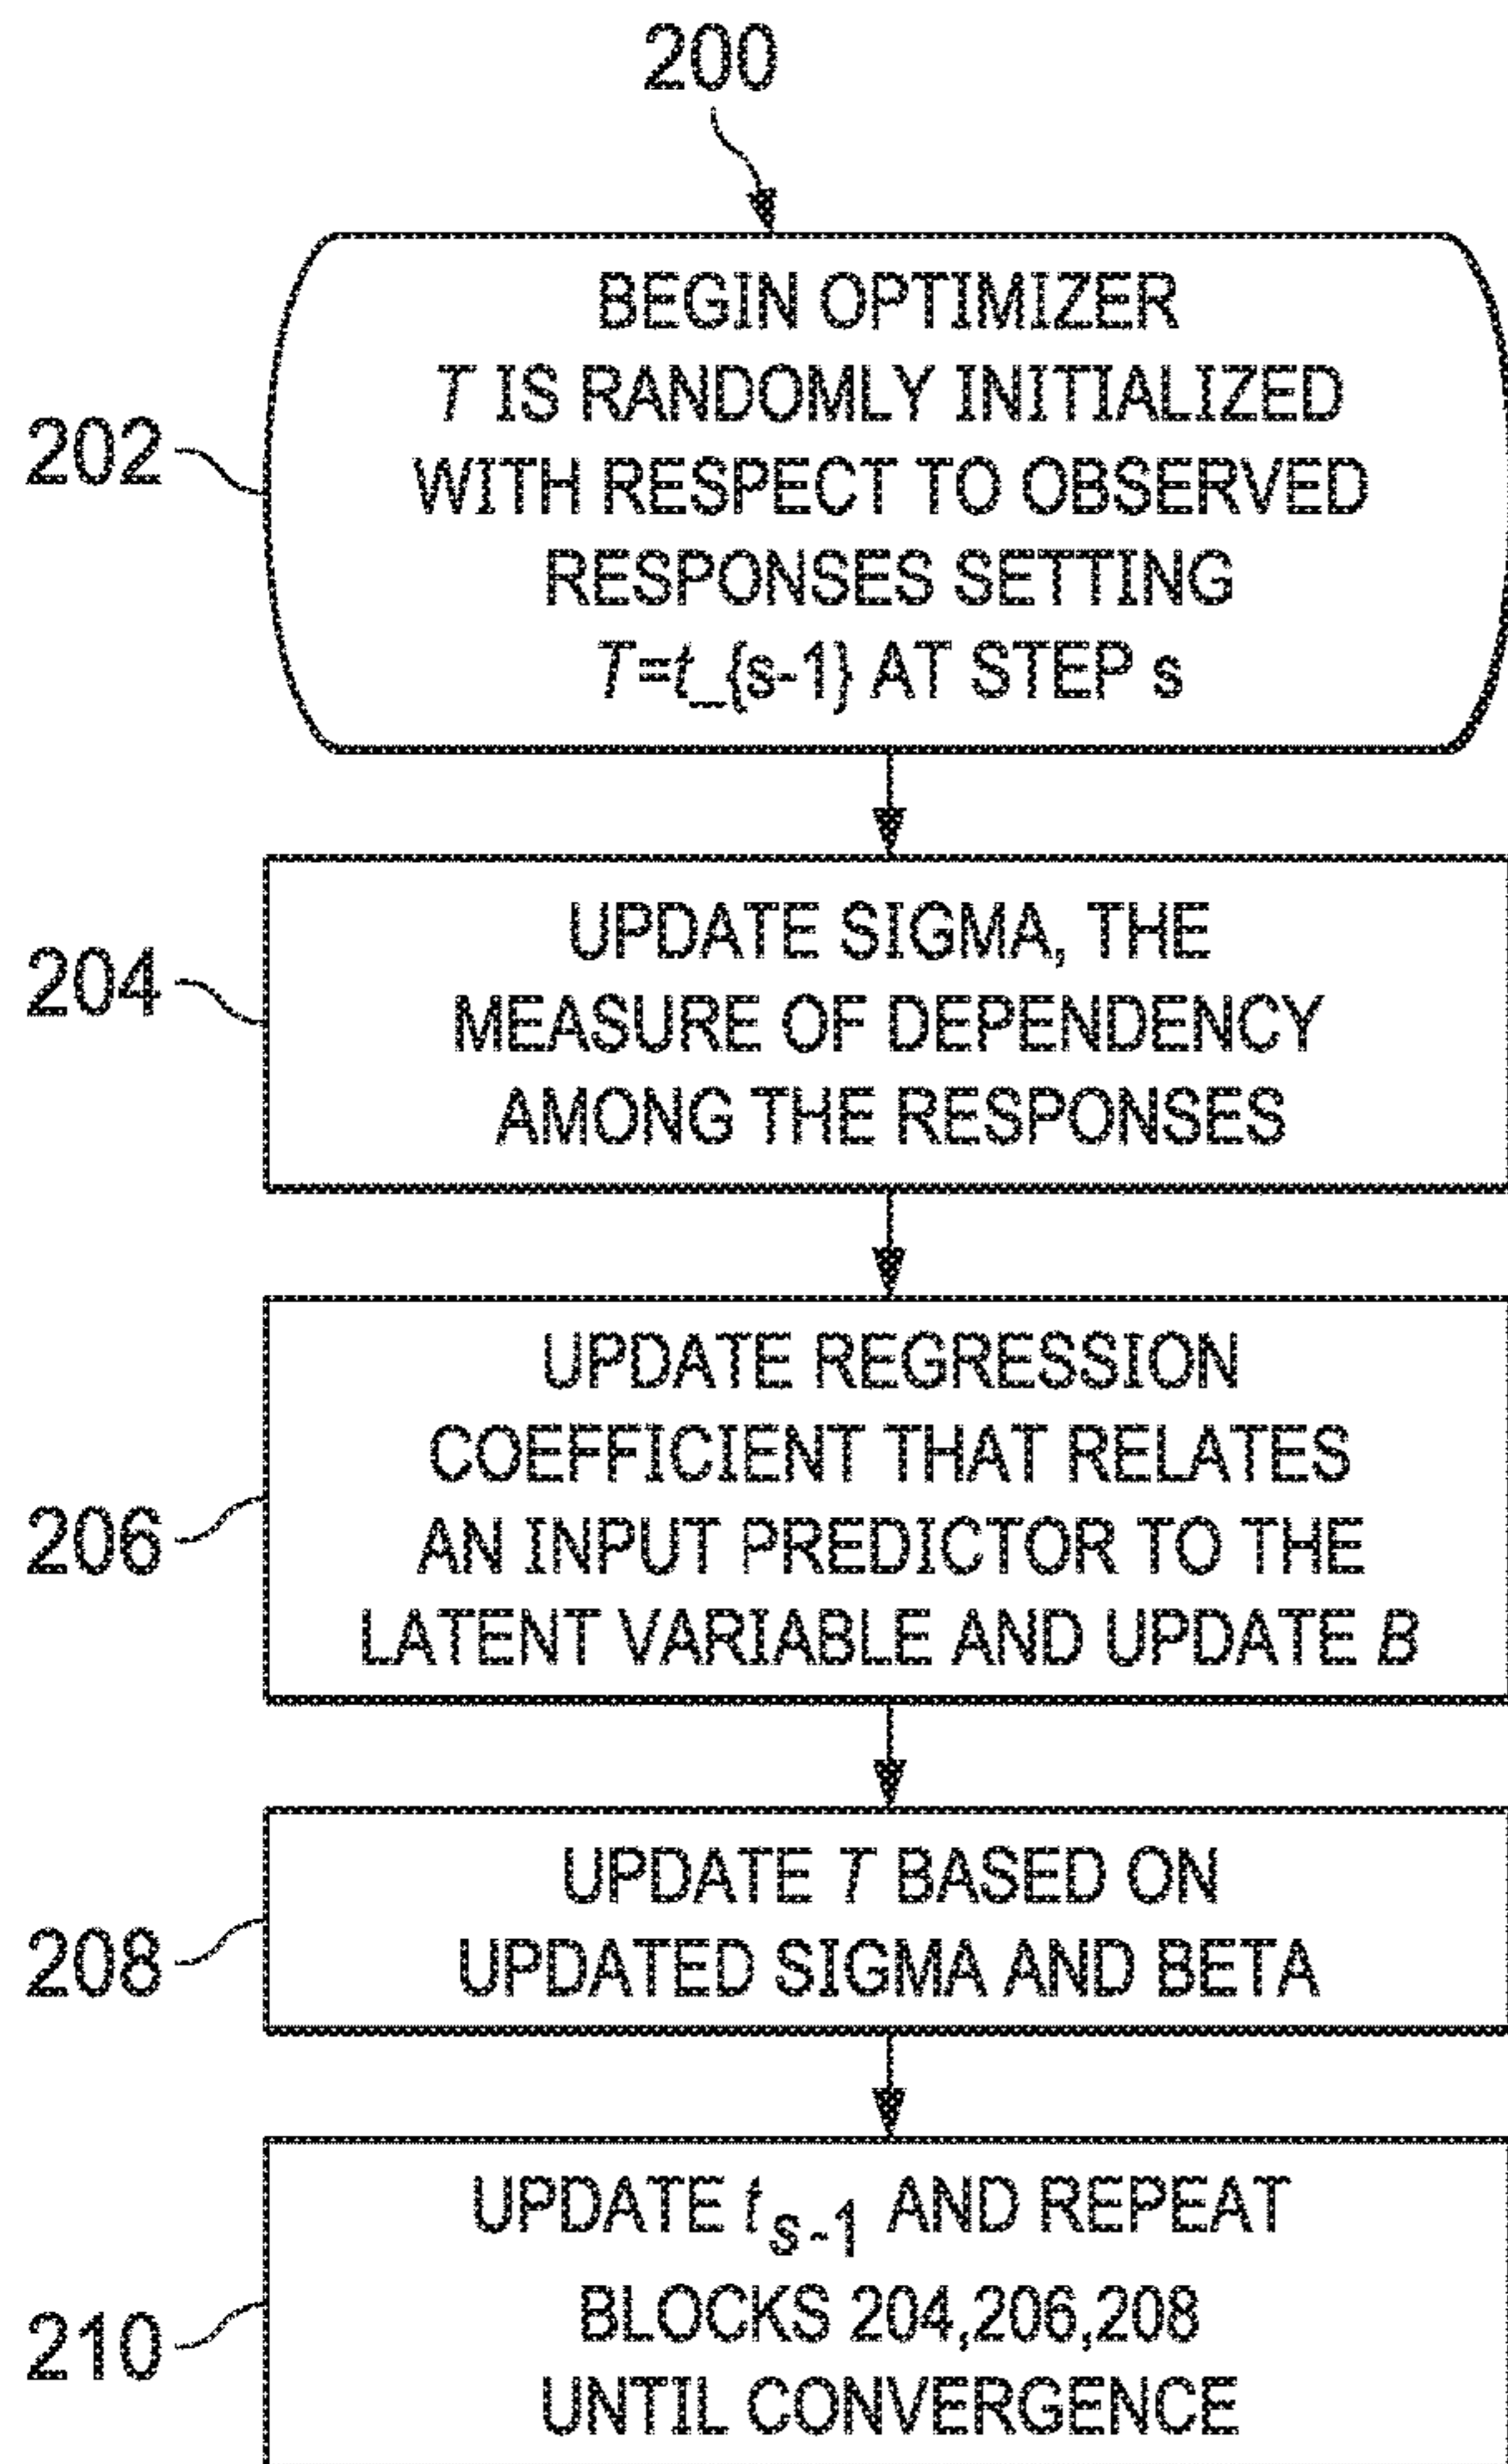 200
BEGIN OPTIMIZER
T IS RANDOMLY INITIALIZED
WITH RESPECT TO OBSERVED
RESPONSES SETTING
T=t_{s-1} AT STEP s
202
UPDATE SIGMA, THE
MEASURE OF DEPENDENCY
AMONG THE RESPONSES
204
UPDATE REGRESSION
COEFFICIENT THAT RELATES
AN INPUT PREDICTOR TO THE
LATENT VARIABLE AND UPDATE B
206
UPDATE T BASED ON
UPDATED SIGMA AND BETA
208
UPDATE t s-1 AND REPEAT
BLOCKS 204,206,208
UNTIL CONVERGENCE
210